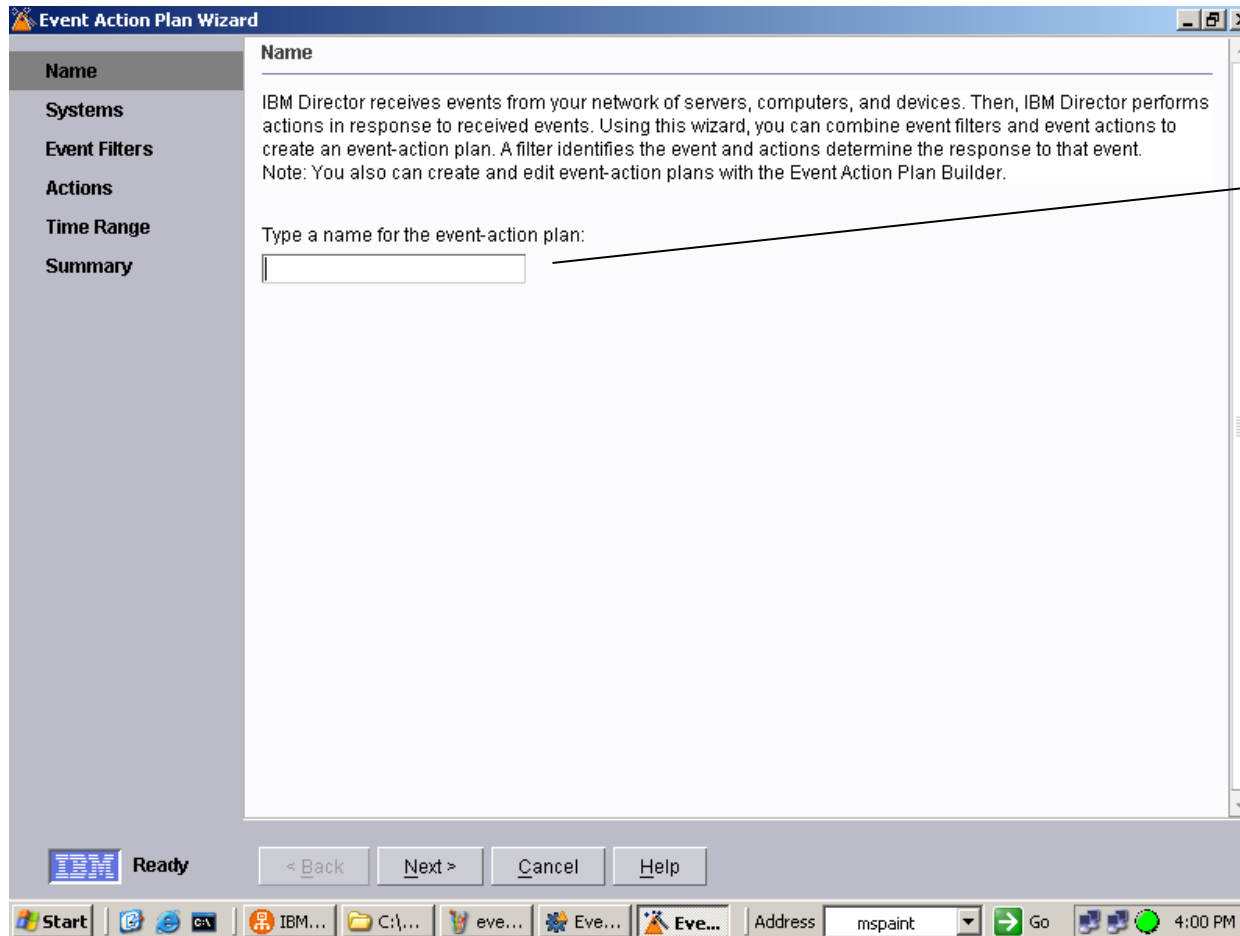 Event Action Plan Wizard
Name
Systems
Event Filters
Actions
Time Range
Summary
Name
IBM Director receives events from your network of servers, computers, and devices. Then, IBM Director performs
actions in response to received events. Using this wizard, you can combine event filters and event actions to
create an event-action plan. A filter identifies the event and actions determine the response to that event.
Note: You also can create and edit event-action plans with the Event Action Plan Builder.
Type a name for the event-action plan:
IBM Ready
< Back
Next >
Cancel
Help
Start
C:\
IBM...
C:\,...
eve...
Eve...
Eve...
Address
mspaint
Go
4:00 PM